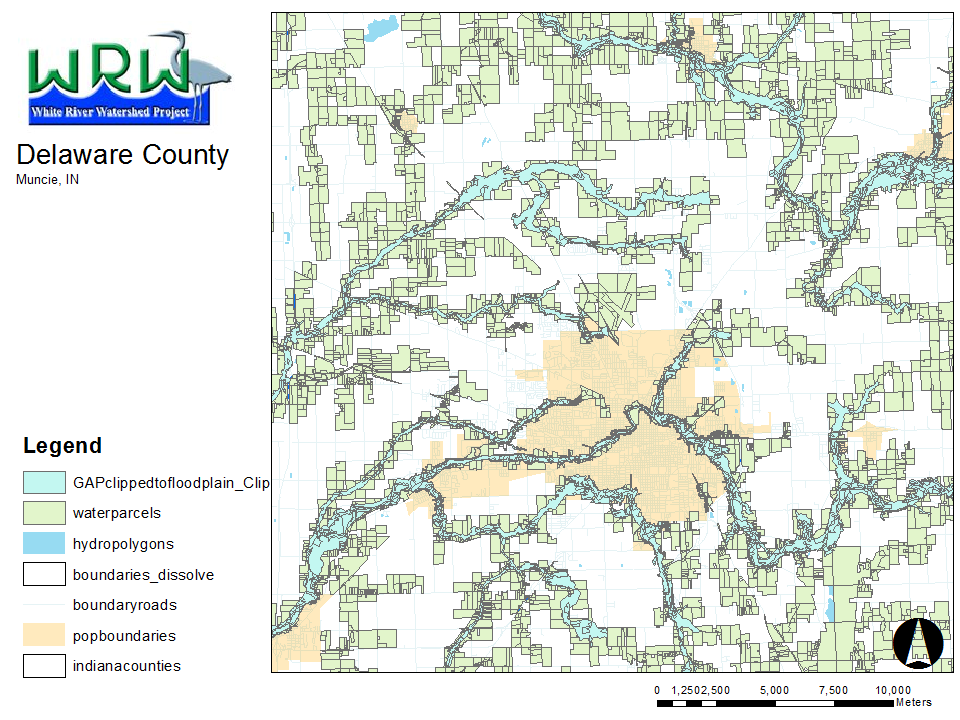 WRW
White River Watershed Project
Delaware County
Muncie, IN
Legend
GAPclippedtofloodplain_Clip
waterparcels
hydropolygons
boundaries_dissolve
boundaryroads
popboundaries
indianacounties
0 1,250 2,500 5,000 7,500 10,000
Meters